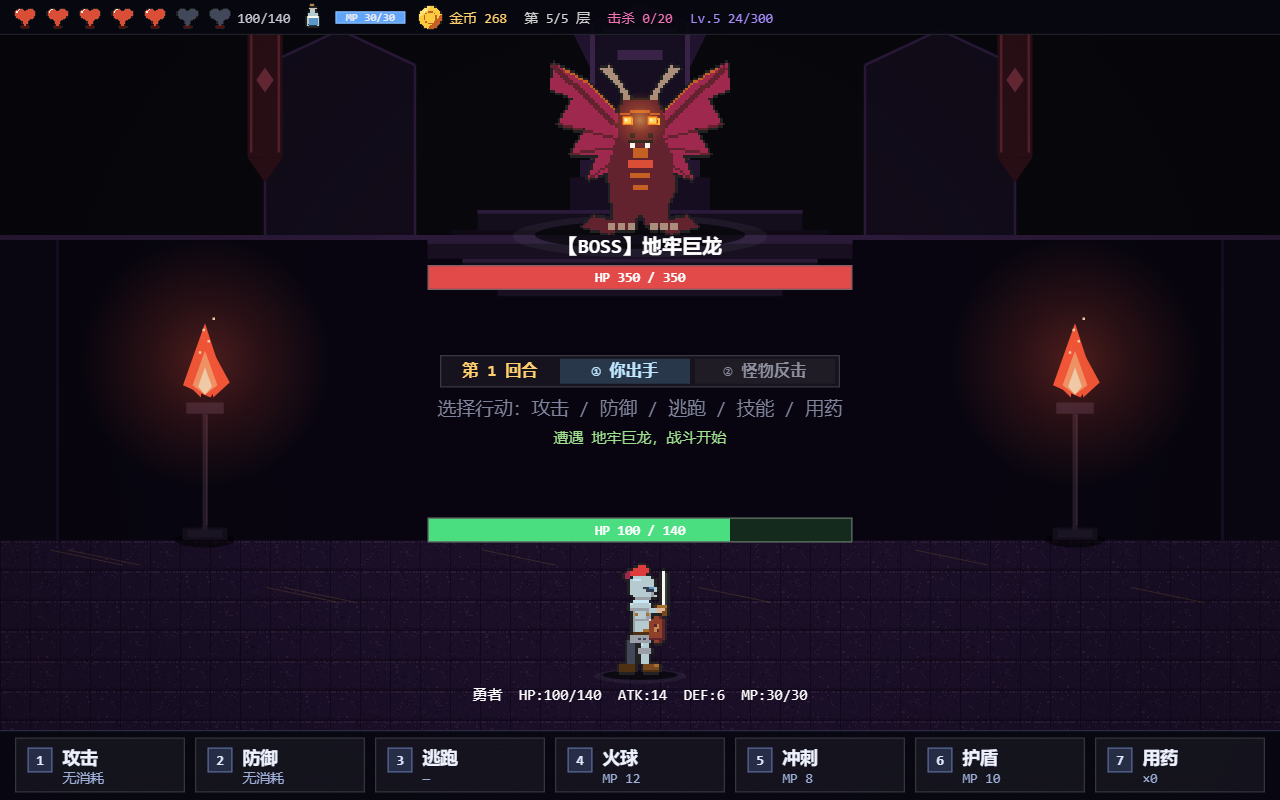 100/140 MP 30/30 金币 268 第 5/5 层 击杀 0/20 Lv.5 24/300
【BOSS】地牢巨龙
HP 350 / 350
第 1 回合 ① 你出手 ② 怪物反击
选择行动: 攻击 / 防御 / 逃跑 / 技能 / 用药
遭遇 地牢巨龙, 战斗开始
HP 100 / 140
勇者 HP:100/140 ATK:14 DEF:6 MP:30/30
1 攻击 2 防御 3 逃跑 4 火球 5 冲刺 6 护盾 7 用药
无消耗 无消耗 — MP 12 MP 8 MP 10 ×0